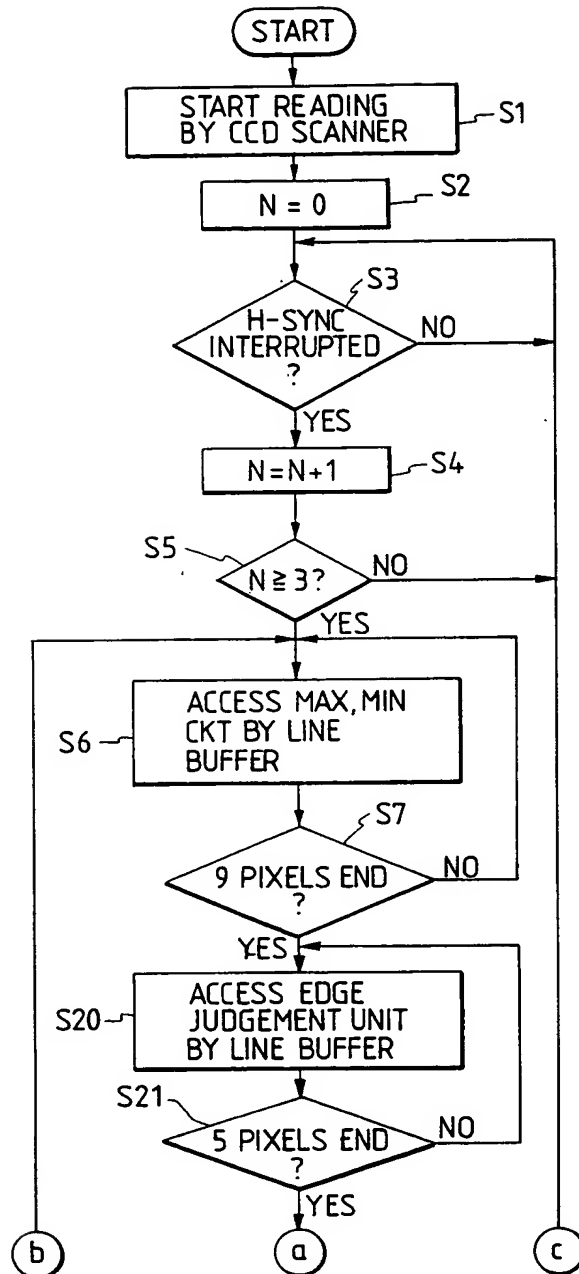 START
START READING
BY CCD SCANNER
S1
N = 0
S2
S3
H-SYNC
INTERRUPTED
?
NO
YES
N=N+1
S4
S5
N ≧ 3?
NO
YES
ACCESS MAX, MIN
CKT BY LINE
BUFFER
S6
S7
9 PIXELS END
?
NO
YES
ACCESS EDGE
JUDGEMENT UNIT
BY LINE BUFFER
S20
S21
5 PIXELS END
?
NO
YES
b
a
c